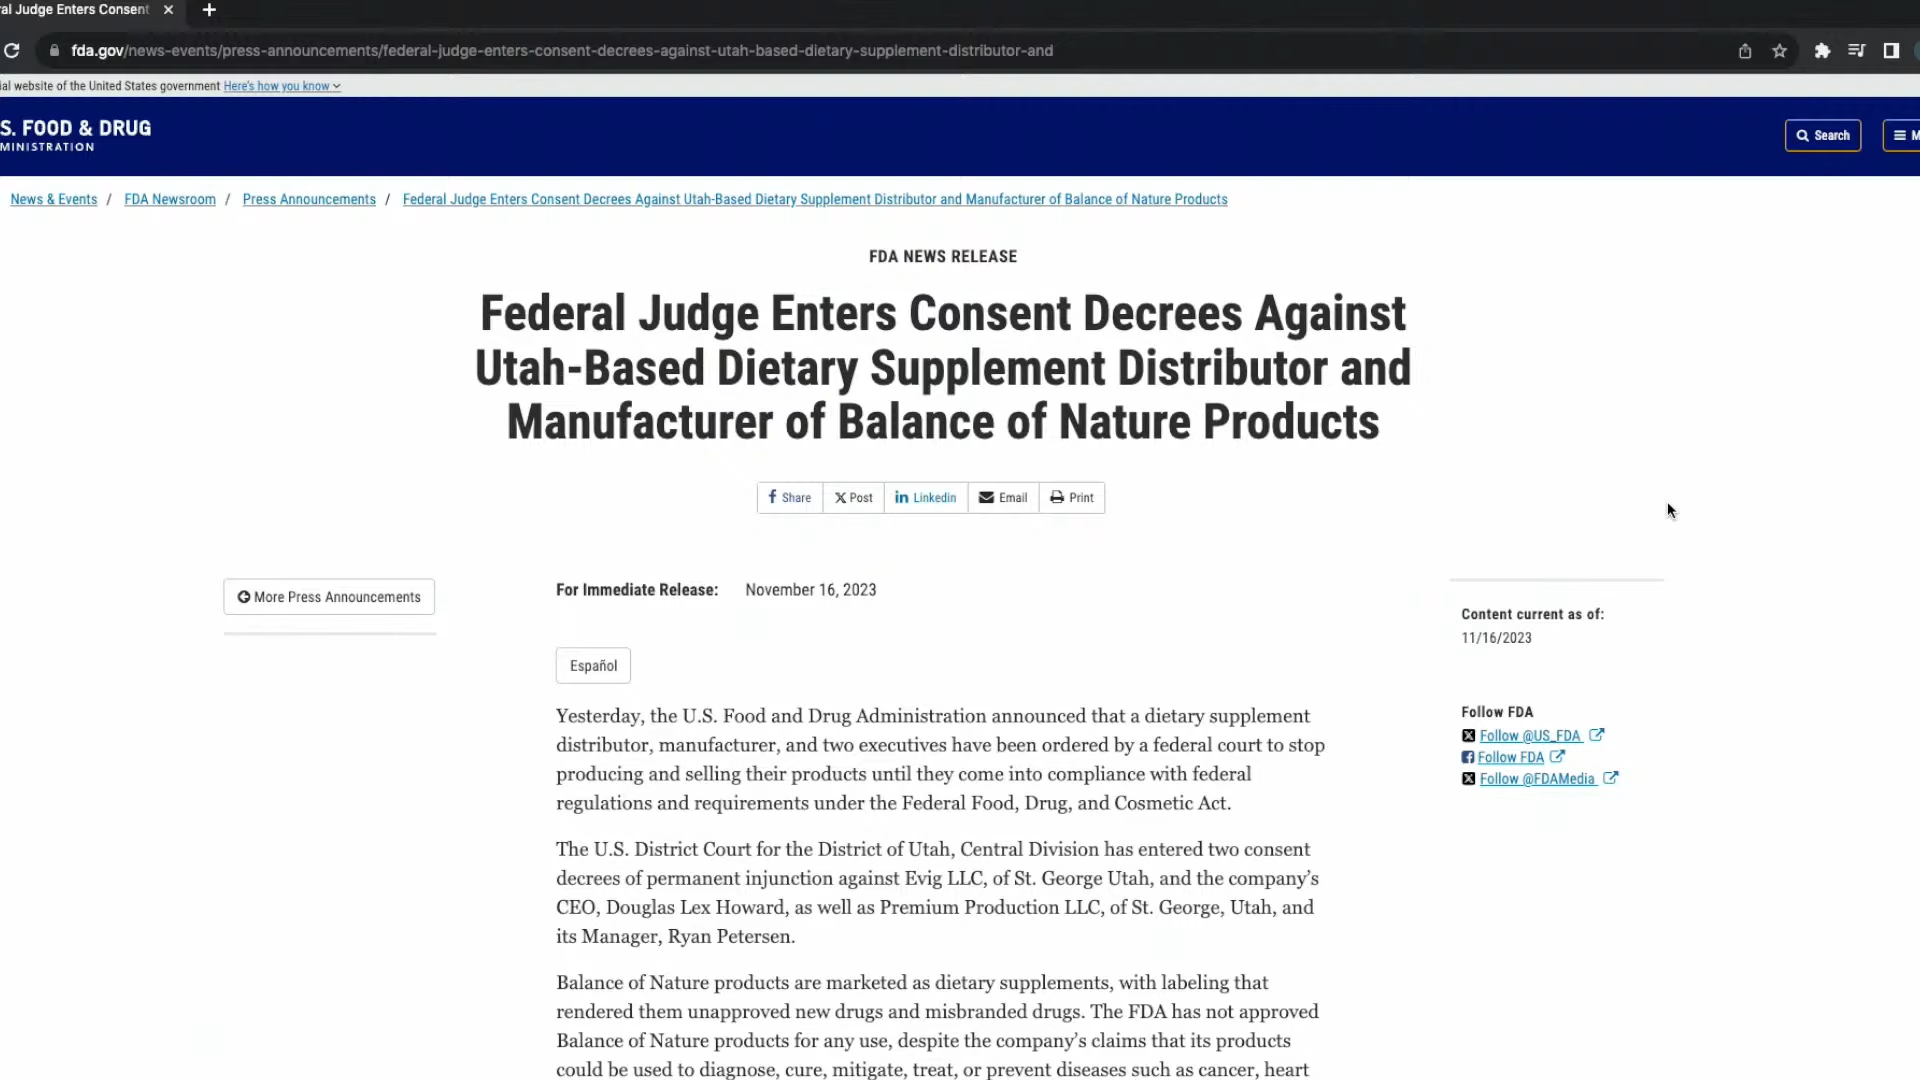 al Judge Enters Consent
fda.gov/news-events/press-announcements/federal-judge-enters-consent-decrees-against-utah-based-dietary-supplement-distributor-and
ial website of the United States government Here's how you know
S. FOOD & DRUG
MINISTRATION
Search
M
News & Events / FDA Newsroom / Press Announcements / Federal Judge Enters Consent Decrees Against Utah-Based Dietary Supplement Distributor and Manufacturer of Balance of Nature Products
FDA NEWS RELEASE
Federal Judge Enters Consent Decrees Against
Utah-Based Dietary Supplement Distributor and
Manufacturer of Balance of Nature Products
Share
Post
Linkedin
Email
Print
More Press Announcements
For Immediate Release: November 16, 2023
Español
Yesterday, the U.S. Food and Drug Administration announced that a dietary supplement
distributor, manufacturer, and two executives have been ordered by a federal court to stop
producing and selling their products until they come into compliance with federal
regulations and requirements under the Federal Food, Drug, and Cosmetic Act.
The U.S. District Court for the District of Utah, Central Division has entered two consent
decrees of permanent injunction against Evig LLC, of St. George Utah, and the company's
CEO, Douglas Lex Howard, as well as Premium Production LLC, of St. George, Utah, and
its Manager, Ryan Petersen.
Balance of Nature products are marketed as dietary supplements, with labeling that
rendered them unapproved new drugs and misbranded drugs. The FDA has not approved
Balance of Nature products for any use, despite the company's claims that its products
could be used to diagnose, cure, mitigate, treat, or prevent diseases such as cancer, heart
Content current as of:
11/16/2023
Follow FDA
Follow @US_FDA
Follow FDA
Follow @FDAMedia